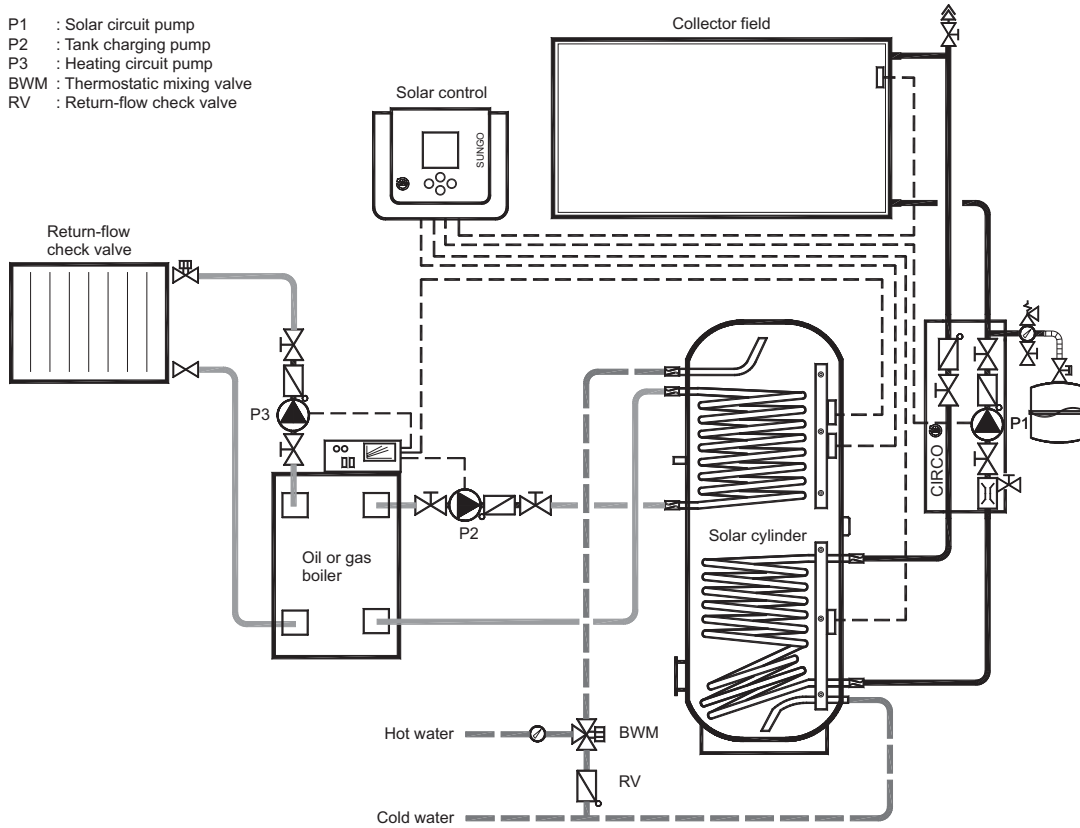 P1 : Solar circuit pump
P2 : Tank charging pump
P3 : Heating circuit pump
BWM : Thermostatic mixing valve
RV : Return-flow check valve
Collector field
Solar control
SUNGO
Return-flow
check valve
P3
P1
CIRCO
P2
Solar cylinder
Oil or gas
boiler
Hot water
BWM
RV
Cold water